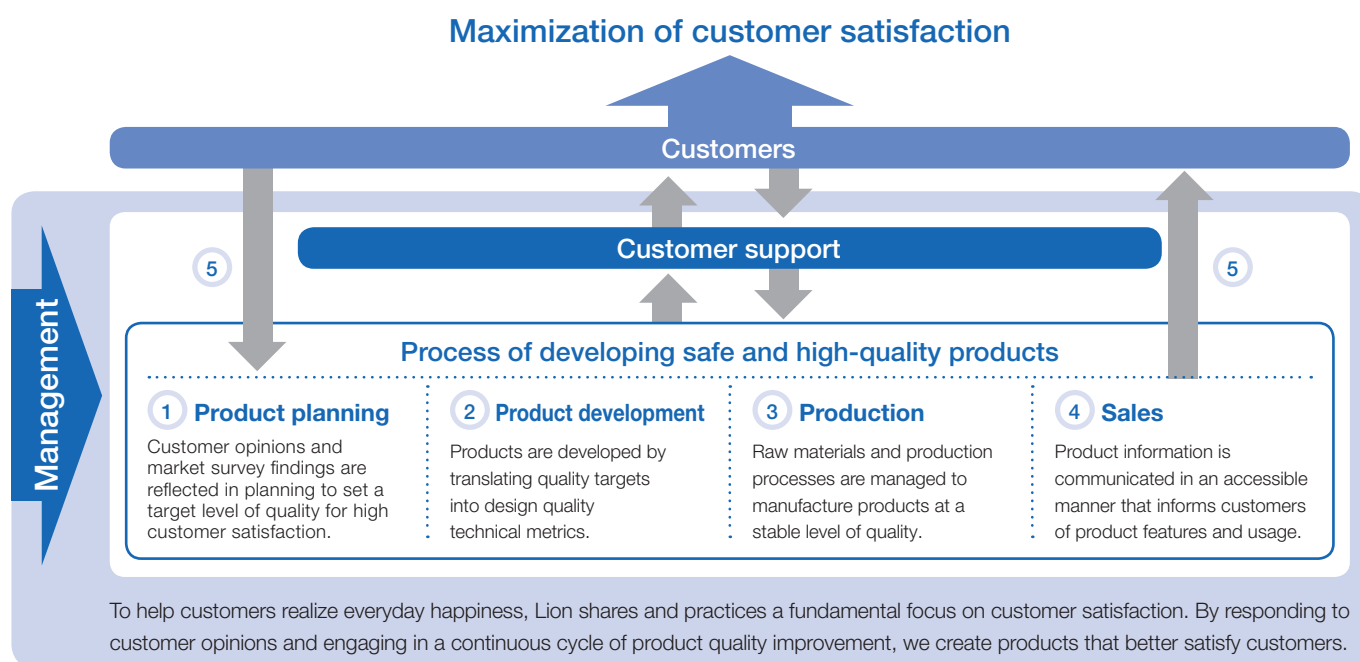 Maximization of customer satisfaction
Customers
Customer support
5
5
Management
Process of developing safe and high-quality products
1 Product planning
Customer opinions and
market survey findings are
reflected in planning to set a
target level of quality for high
customer satisfaction.
2 Product development
Products are developed by
translating quality targets
into design quality
technical metrics.
3 Production
Raw materials and production
processes are managed to
manufacture products at a
stable level of quality.
4 Sales
Product information is
communicated in an accessible
manner that informs customers
of product features and usage.
To help customers realize everyday happiness, Lion shares and practices a fundamental focus on customer satisfaction. By responding to
customer opinions and engaging in a continuous cycle of product quality improvement, we create products that better satisfy customers.